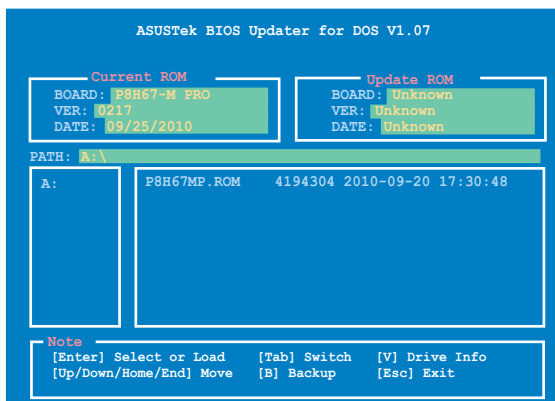 ASUSTek BIOS Updater for DOS V1.07
Current ROM
BOARD: P8H67-M PRO
VER: 0217
DATE: 09/25/2010
Update ROM
BOARD: Unknown
VER: Unknown
DATE: Unknown
PATH: A:\
A:
P8H67MP.ROM 4194304 2010-09-20 17:30:48
Note
[Enter] Select or Load [Tab] Switch [V] Drive Info
[Up/Down/Home/End] Move [B] Backup [Esc] Exit